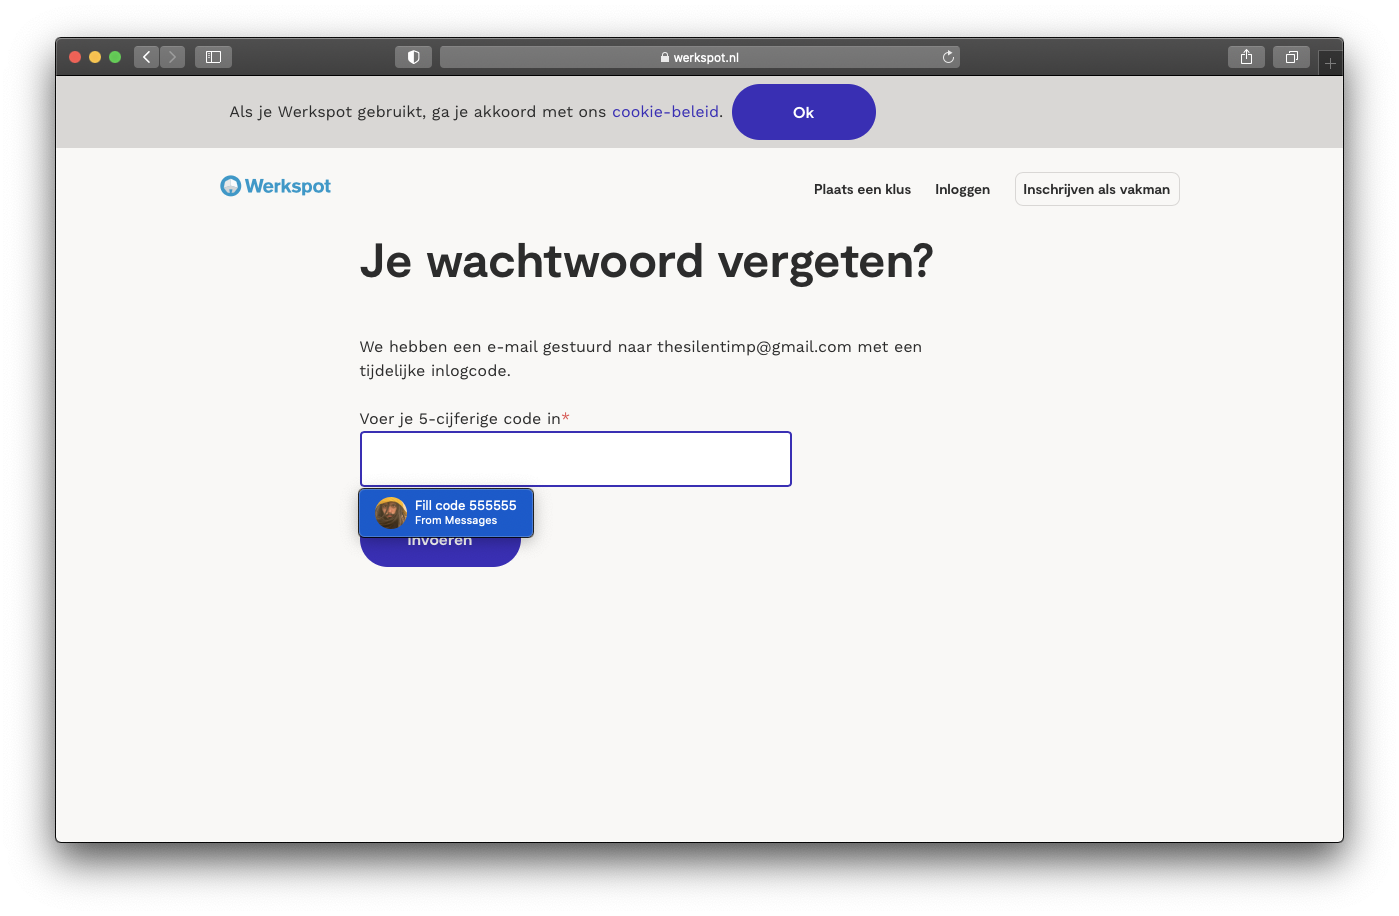 werkspot.nl
Als je Werkspot gebruikt, ga je akkoord met ons cookie-beleid.
Ok
Werkspot
Plaats een klus
Inloggen
Inschrijven als vakman
Je wachtwoord vergeten?
We hebben een e-mail gestuurd naar thesilentimp@gmail.com met een
tijdelijke inlogcode.
Voer je 5-cijferige code in*
Fill code 555555
From Messages
Invoeren